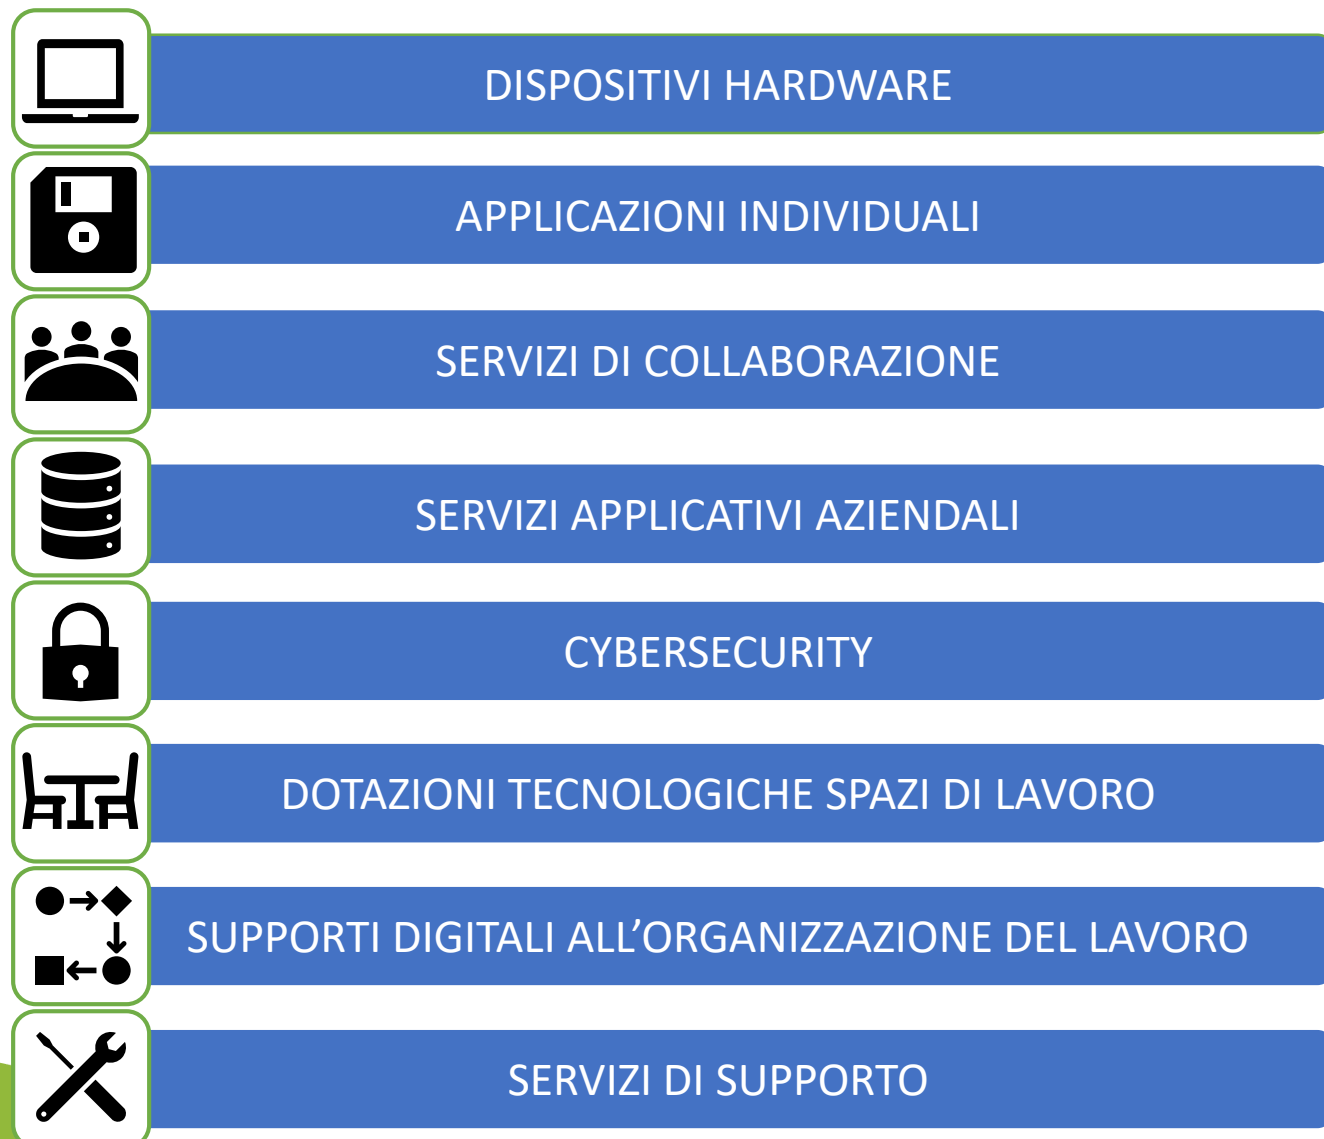 DISPOSITIVI HARDWARE
APPLICAZIONI INDIVIDUALI
SERVIZI DI COLLABORAZIONE
SERVIZI APPLICATIVI AZIENDALI
CYBERSECURITY
DOTAZIONI TECNOLOGICHE SPAZI DI LAVORO
SUPPORTI DIGITALI ALL’ORGANIZZAZIONE DEL LAVORO
SERVIZI DI SUPPORTO